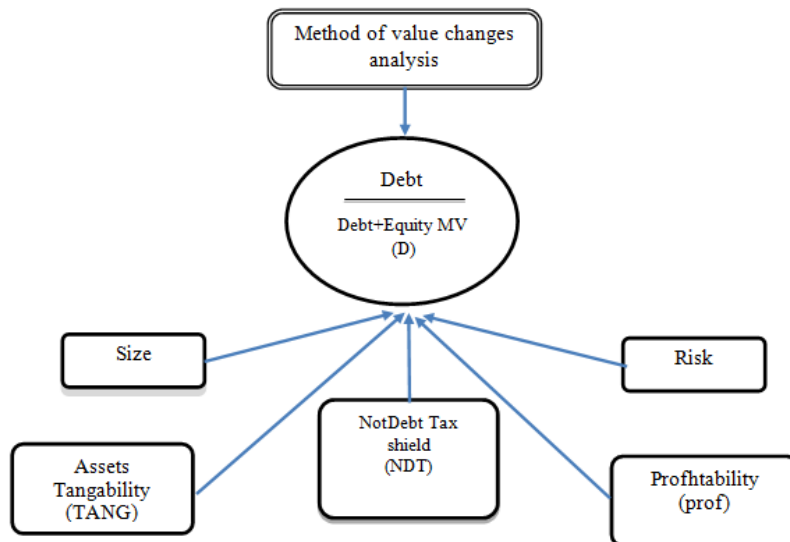 Method of value changes
analysis
Debt
Debt+Equity MV
(D)
Size
Risk
NotDebt Tax
shield
(NDT)
Assets
Tangability
(TANG)
Profhtability
(prof)